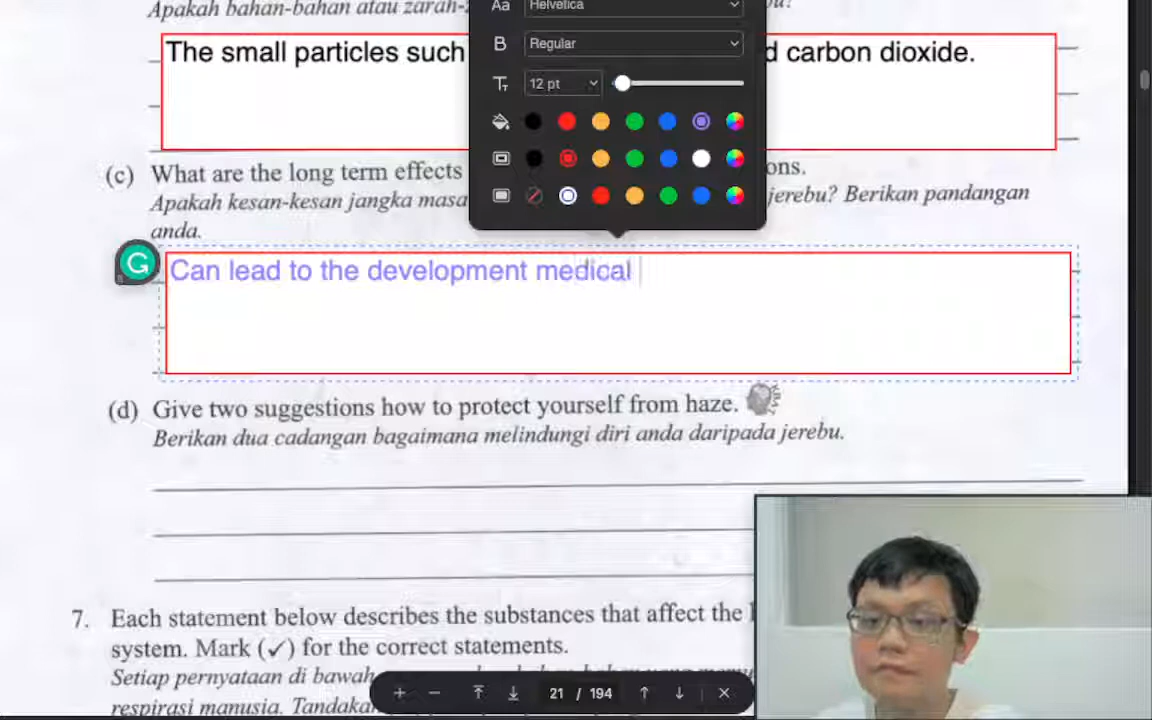 Apakah bahan-bahan atau zarah-
Aa Helvetica
B Regular
12 pt
The small particles such
d carbon dioxide.
(c) What are the long term effects
ons.
Apakah kesan-kesan jangka masa
jerebu? Berikan pandangan
anda.
G Can lead to the development medical
(d) Give two suggestions how to protect yourself from haze.
Berikan dua cadangan bagaimana melindungi diri anda daripada jerebu.
7. Each statement below describes the substances that affect the
system. Mark (✓) for the correct statements.
Setiap pernyataan di bawah
respirasi manusia. Tandakan
21 / 194